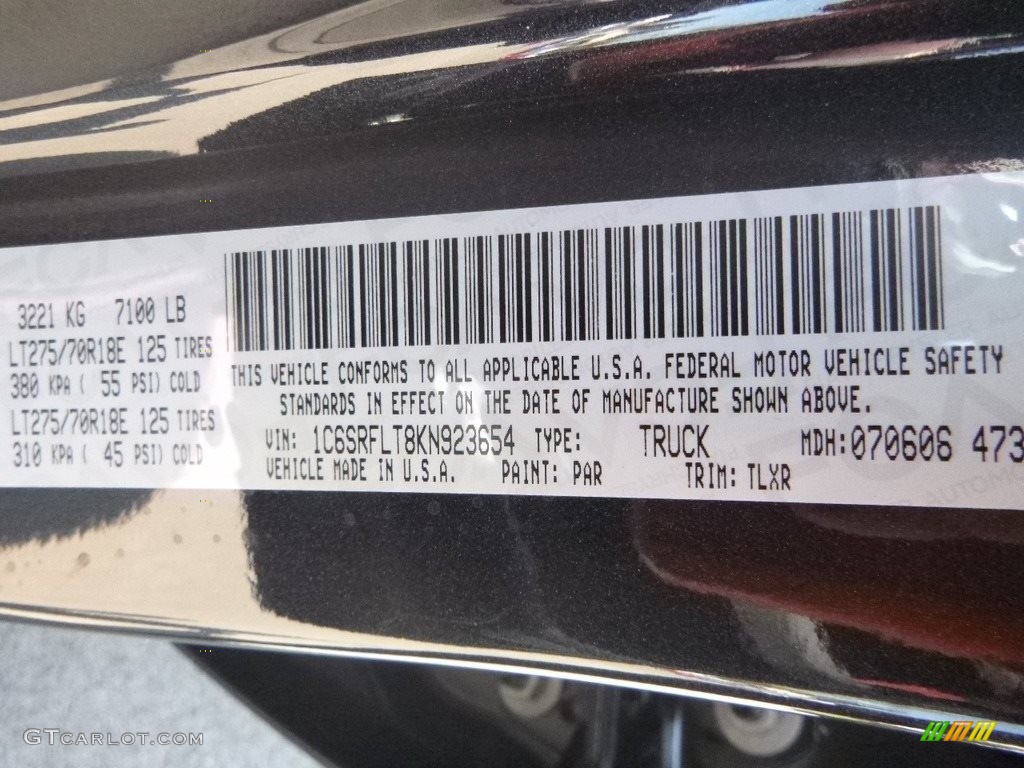 3221 KG 7100 LB
LT275/70R18E 125 TIRES
380 KPA ( 55 PSI) COLD
LT275/70R18E 125 TIRES
310 KPA ( 45 PSI) COLD
THIS VEHICLE CONFORMS TO ALL APPLICABLE U.S.A. FEDERAL MOTOR VEHICLE SAFETY
STANDARDS IN EFFECT ON THE DATE OF MANUFACTURE SHOWN ABOVE.
VIN: 1C6SRFLT8KN923654 TYPE: TRUCK MDH: 070606 473
VEHICLE MADE IN U.S.A. PAINT: PAR TRIM: TLXR
GTCARLOT.COM